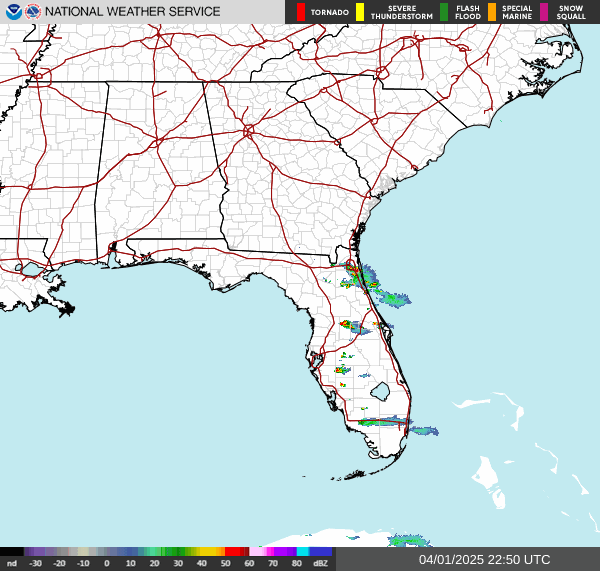 NATIONAL WEATHER SERVICE
TORNADO
SEVERE
THUNDERSTORM
FLASH
FLOOD
SPECIAL
MARINE
SNOW
SQUALL
nd -30 -20 -10 0 10 20 30 40 50 60 70 80 dBZ
04/01/2025 22:50 UTC